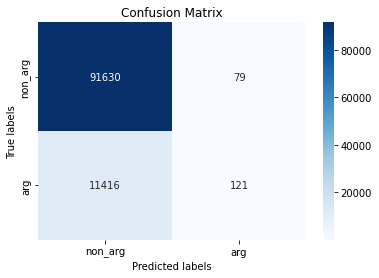 Confusion Matrix
True labels
non_arg
91630
79
arg
11416
121
non_arg
arg
Predicted labels
80000
60000
40000
20000